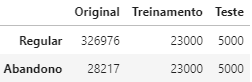 Original Treinamento Teste
Regular 326976 23000 5000
Abandono 28217 23000 5000